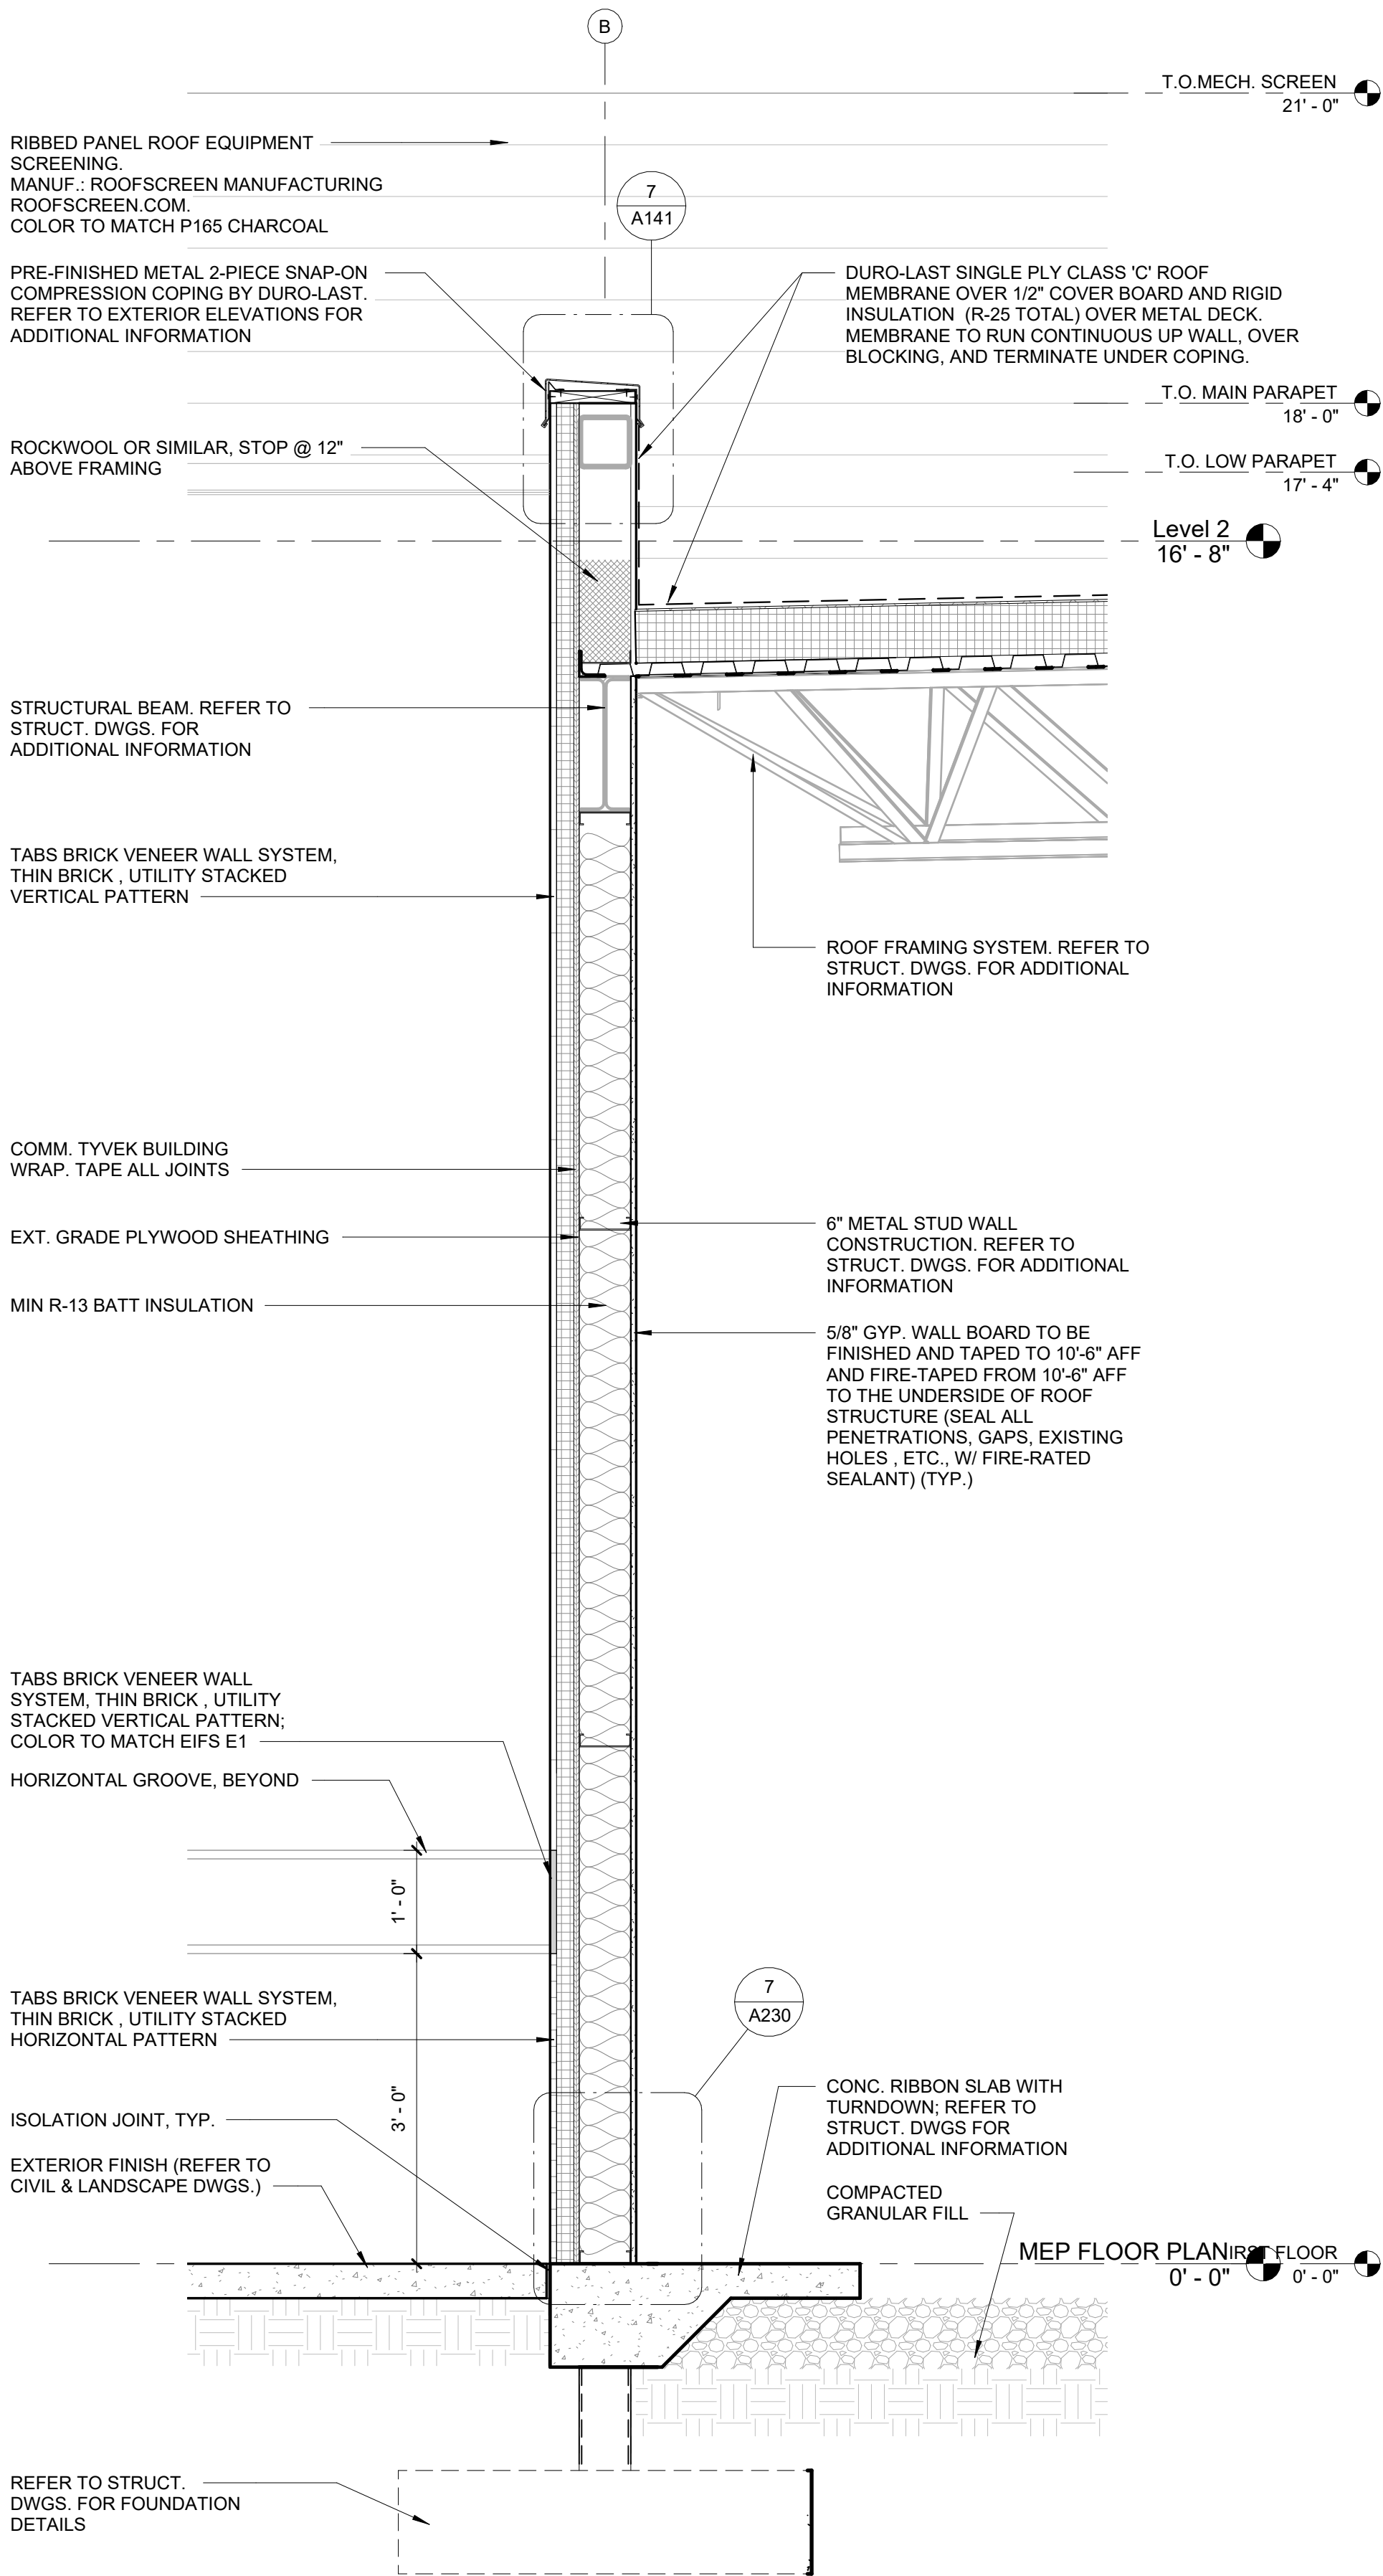 B
T.O.MECH. SCREEN
21' - 0"
RIBBED PANEL ROOF EQUIPMENT
SCREENING.
MANUF.: ROOFSCREEN MANUFACTURING
ROOFSCREEN.COM.
COLOR TO MATCH P165 CHARCOAL
7
A141
PRE-FINISHED METAL 2-PIECE SNAP-ON
COMPRESSION COPING BY DURO-LAST.
REFER TO EXTERIOR ELEVATIONS FOR
ADDITIONAL INFORMATION
DURO-LAST SINGLE PLY CLASS 'C' ROOF
MEMBRANE OVER 1/2" COVER BOARD AND RIGID
INSULATION (R-25 TOTAL) OVER METAL DECK.
MEMBRANE TO RUN CONTINUOUS UP WALL, OVER
BLOCKING, AND TERMINATE UNDER COPING.
T.O. MAIN PARAPET
18' - 0"
ROCKWOOL OR SIMILAR, STOP @ 12"
ABOVE FRAMING
T.O. LOW PARAPET
17' - 4"
Level 2
16' - 8"
STRUCTURAL BEAM. REFER TO
STRUCT. DWGS. FOR
ADDITIONAL INFORMATION
TABS BRICK VENEER WALL SYSTEM,
THIN BRICK , UTILITY STACKED
VERTICAL PATTERN
ROOF FRAMING SYSTEM. REFER TO
STRUCT. DWGS. FOR ADDITIONAL
INFORMATION
COMM. TYVEK BUILDING
WRAP. TAPE ALL JOINTS
EXT. GRADE PLYWOOD SHEATHING
6" METAL STUD WALL
CONSTRUCTION. REFER TO
STRUCT. DWGS. FOR ADDITIONAL
INFORMATION
MIN R-13 BATT INSULATION
5/8" GYP. WALL BOARD TO BE
FINISHED AND TAPED TO 10'-6" AFF
AND FIRE-TAPED FROM 10'-6" AFF
TO THE UNDERSIDE OF ROOF
STRUCTURE (SEAL ALL
PENETRATIONS, GAPS, EXISTING
HOLES , ETC., W/ FIRE-RATED
SEALANT) (TYP.)
TABS BRICK VENEER WALL
SYSTEM, THIN BRICK , UTILITY
STACKED VERTICAL PATTERN;
COLOR TO MATCH EIFS E1
HORIZONTAL GROOVE, BEYOND
1' - 0"
TABS BRICK VENEER WALL SYSTEM,
THIN BRICK , UTILITY STACKED
HORIZONTAL PATTERN
7
A230
3' - 0"
ISOLATION JOINT, TYP.
EXTERIOR FINISH (REFER TO
CIVIL & LANDSCAPE DWGS.)
CONC. RIBBON SLAB WITH
TURNDOWN; REFER TO
STRUCT. DWGS FOR
ADDITIONAL INFORMATION
COMPACTED
GRANULAR FILL
MEP FLOOR PLAN
0' - 0"
FLOOR
0' - 0"
REFER TO STRUCT.
DWGS. FOR FOUNDATION
DETAILS